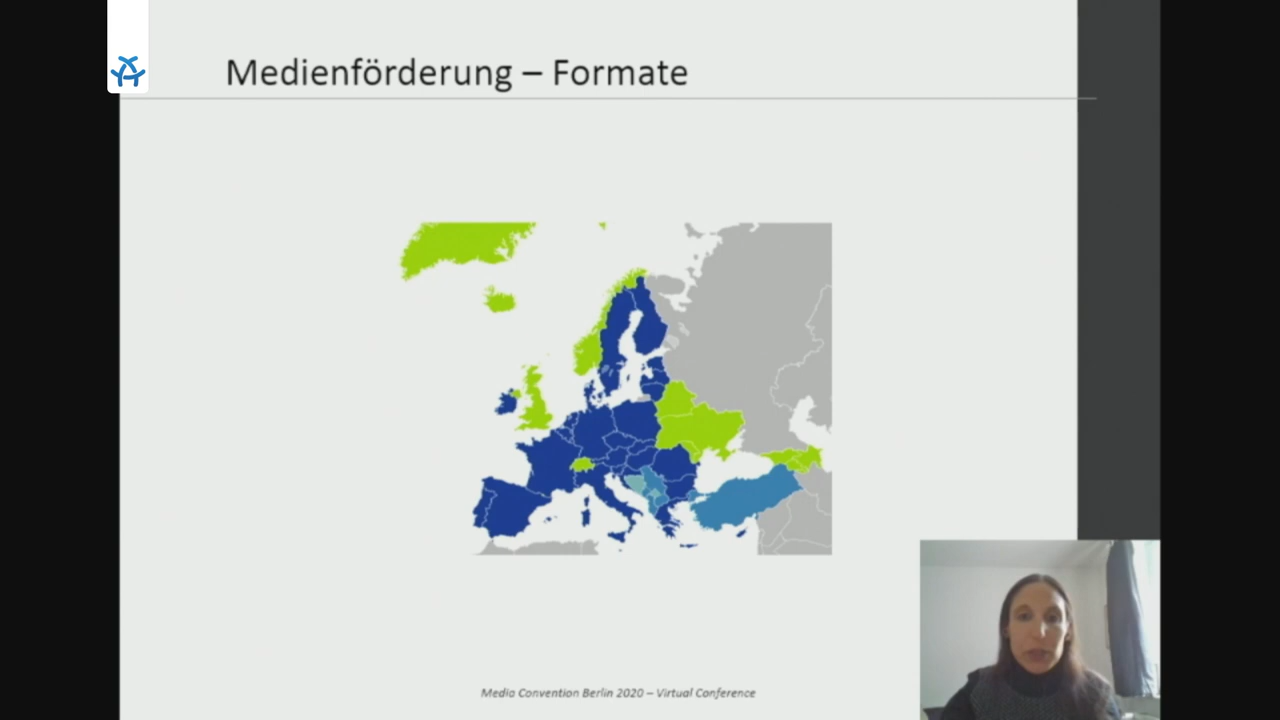 Medienförderung – Formate
Media Convention Berlin 2020 – Virtual Conference